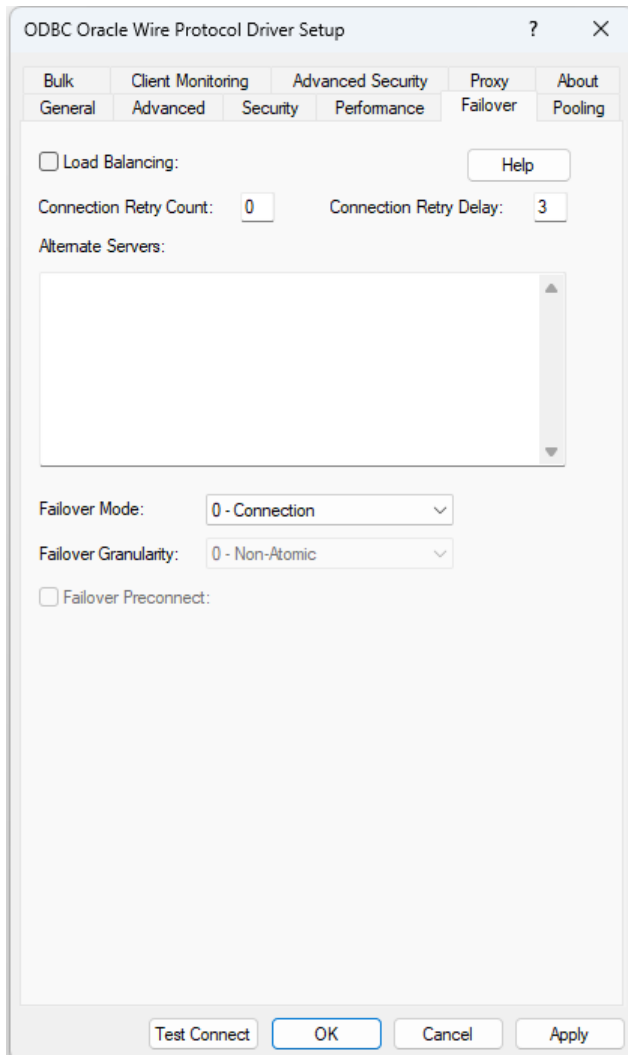 ODBC Oracle Wire Protocol Driver Setup ? ×
Bulk Client Monitoring Advanced Security Proxy About
General Advanced Security Performance Failover Pooling
Load Balancing: Help
Connection Retry Count: 0 Connection Retry Delay: 3
Alternate Servers:
Failover Mode: 0 - Connection
Failover Granularity: 0 - Non-Atomic
Failover Preconnect:
Test Connect OK Cancel Apply